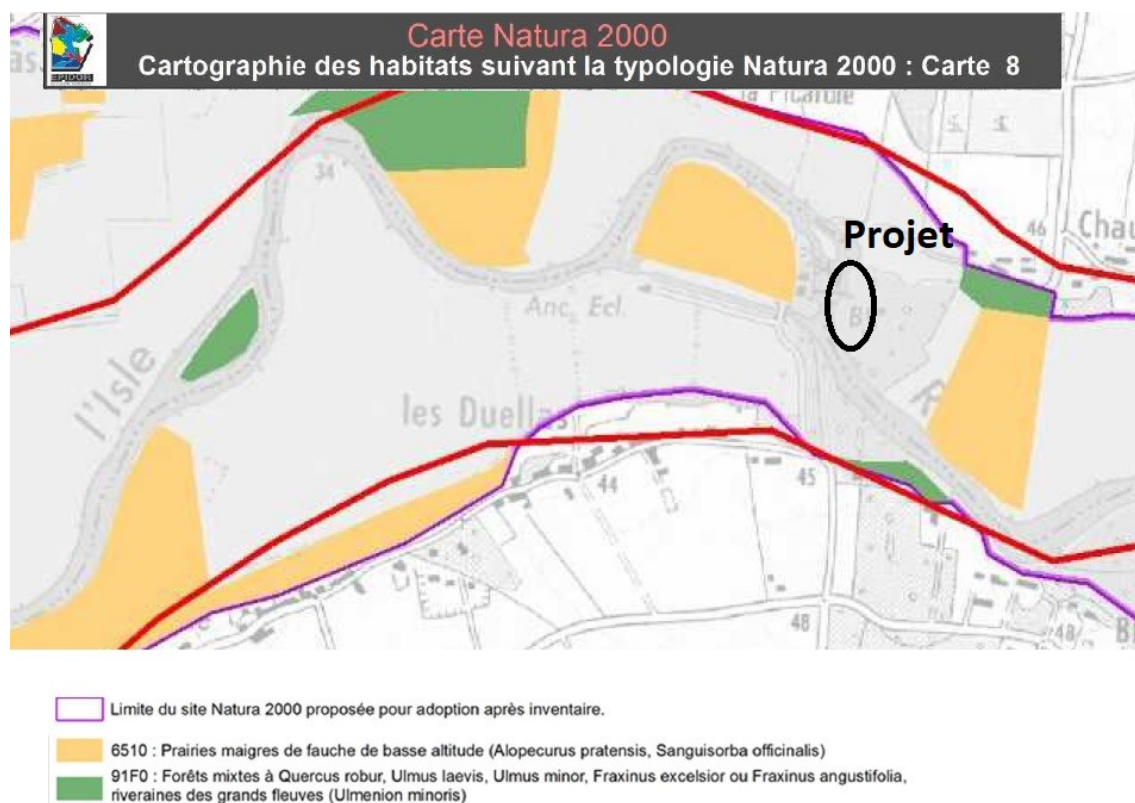 Carte Natura 2000
EPIDOR
Cartographie des habitats suivant la typologie Natura 2000 : Carte 8
la Picardie
34
46
Chau
Projet
Anc. Ecl.
B
l'Isle
R
les Duellas
44
45
48
48
B
Limite du site Natura 2000 proposée pour adoption après inventaire.
6510 : Prairies maigres de fauche de basse altitude (Alopecurus pratensis, Sanguisorba officinalis)
91F0 : Forêts mixtes à Quercus robur, Ulmus laevis, Ulmus minor, Fraxinus excelsior ou Fraxinus angustifolia,
riveraines des grands fleuves (Ulmenion minoris)